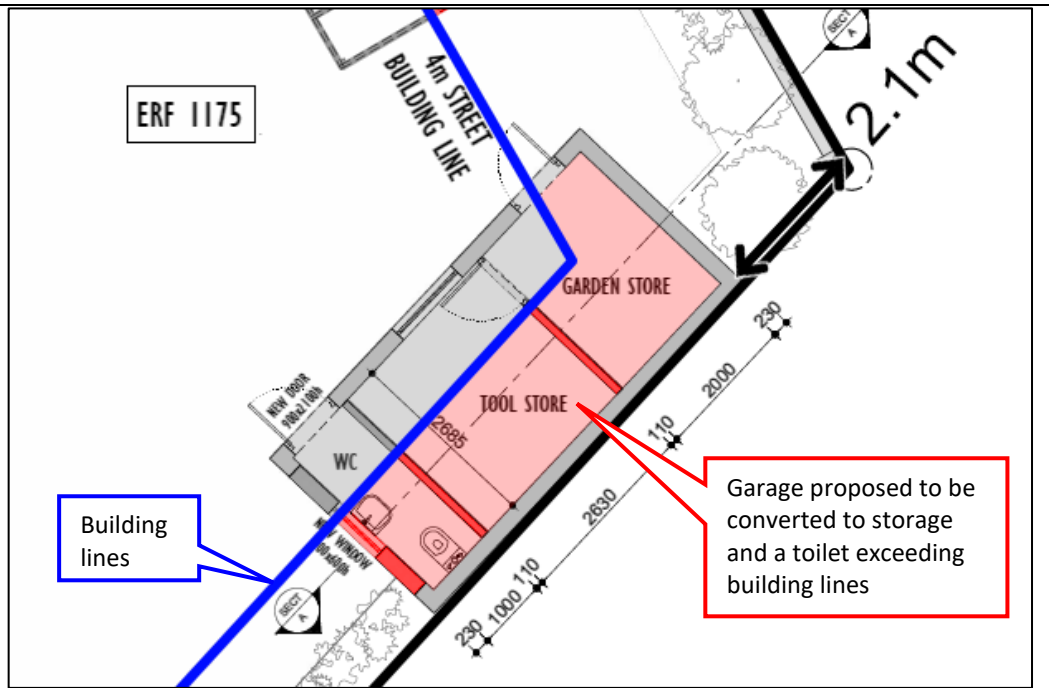 SECT
A
2.1m
4m STREET
BUILDING LINE
ERF 1175
GARDEN STORE
230
2000
NEW DOOR
900x2100h
TOOL STORE
110
2685
WC
2630
Garage proposed to be
converted to storage
and a toilet exceeding
building lines
Building
lines
WINDOW
110
1000
230
SECT
A